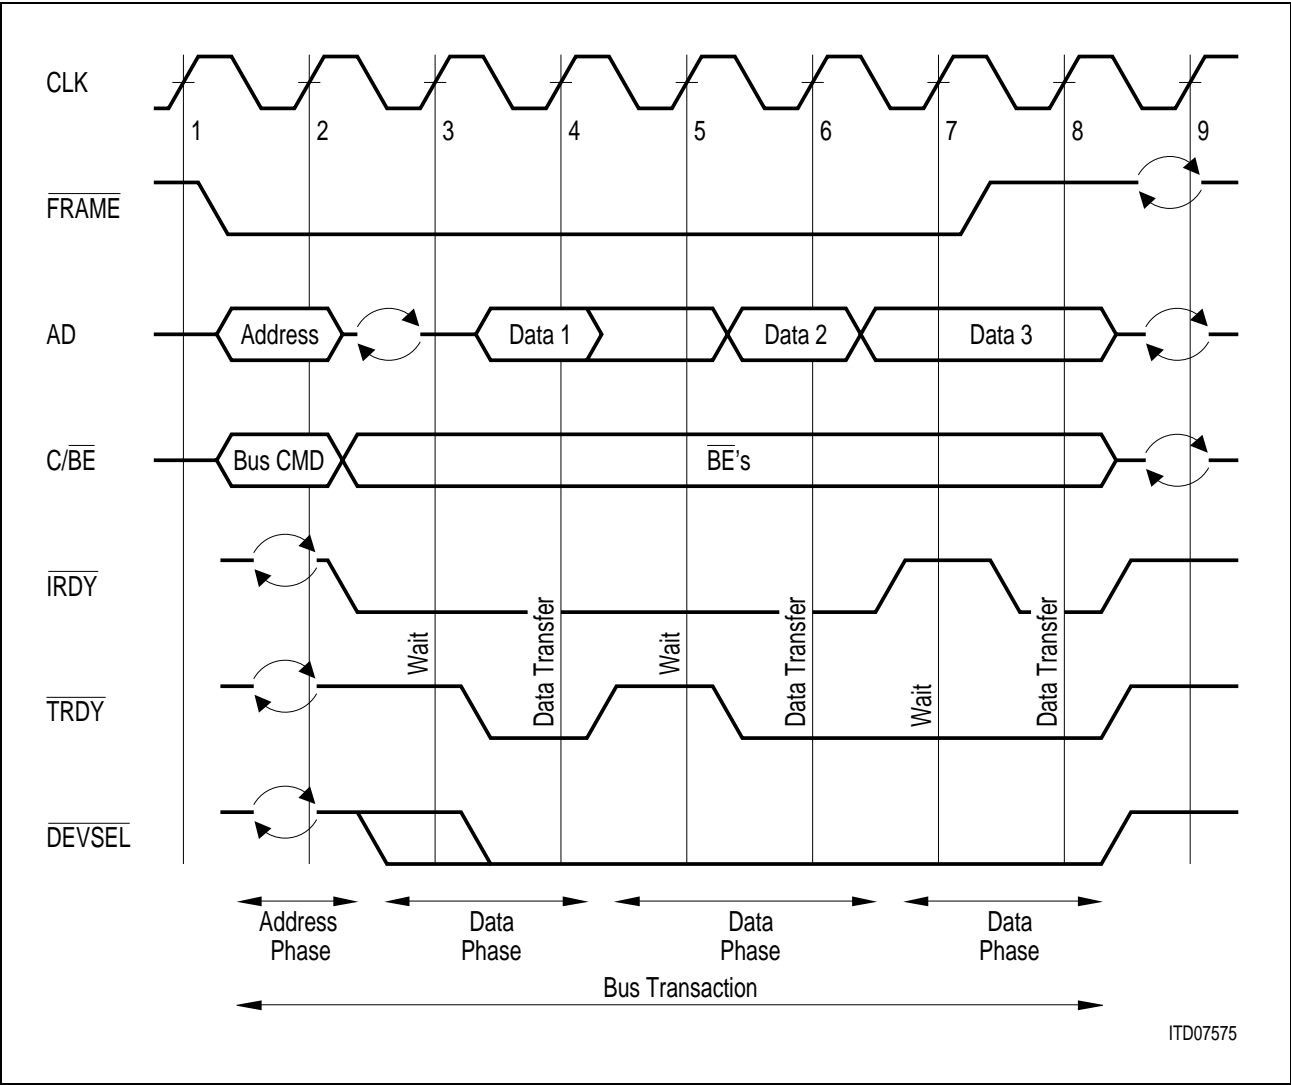 CLK
1 2 3 4 5 6 7 8 9
FRAME
AD
Address
Data 1
Data 2
Data 3
C/BE
Bus CMD
BE's
IRDY
Wait
Data Transfer
Wait
Data Transfer
Wait
Data Transfer
TRDY
DEVSEL
Address
Phase
Data
Phase
Data
Phase
Data
Phase
Bus Transaction
ITD07575